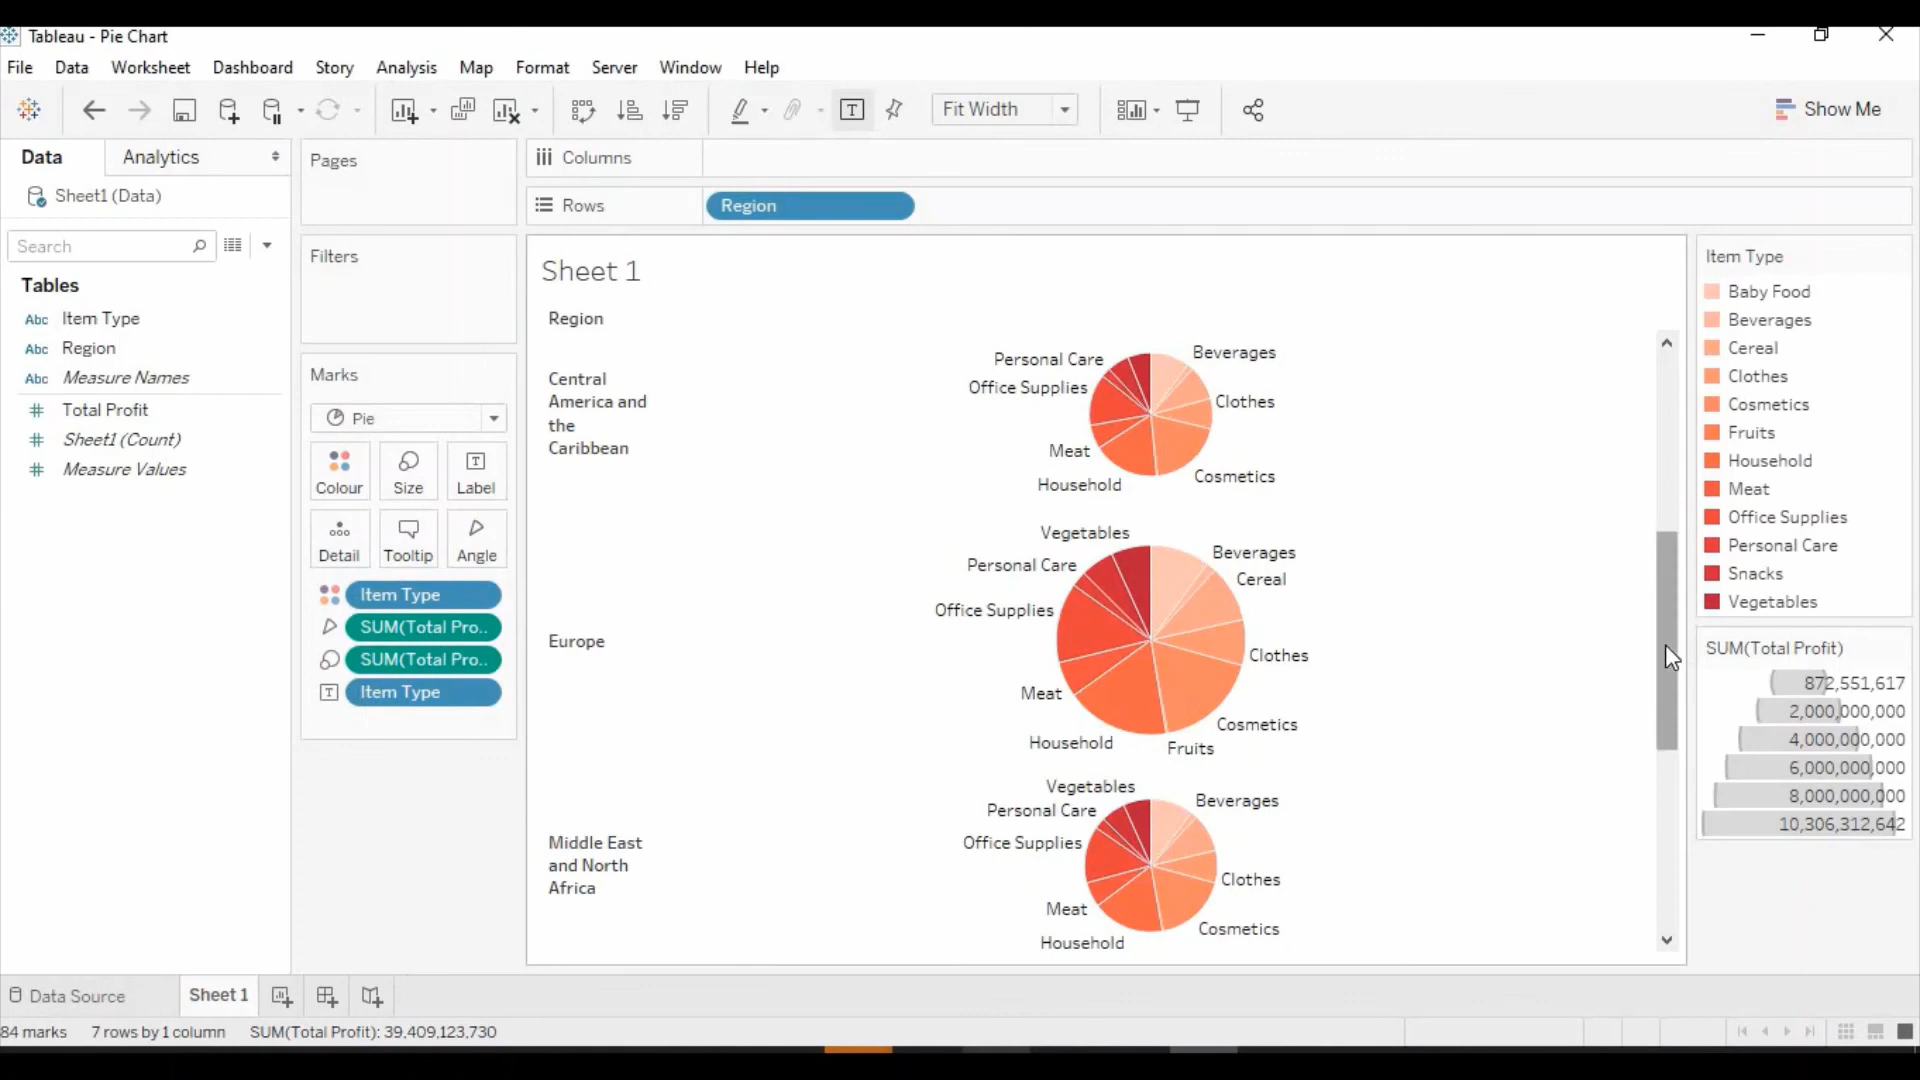 Tableau - Pie Chart
File Data Worksheet Dashboard Story Analysis Map Format Server Window Help
Fit Width
Show Me
Data Analytics
Sheet1 (Data)
Search
Tables
Abc Item Type
Abc Region
Abc Measure Names
# Total Profit
# Sheet1 (Count)
# Measure Values
Pages
Filters
Marks
Pie
Colour Size Label
Detail Tooltip Angle
Item Type
SUM(Total Pro..
SUM(Total Pro..
Item Type
Columns
Rows Region
Sheet 1
Region
Central
America and
the
Caribbean
Personal Care
Office Supplies
Meat
Household
Beverages
Clothes
Cosmetics
Europe
Vegetables
Personal Care
Office Supplies
Meat
Household
Beverages
Cereal
Clothes
Cosmetics
Fruits
Middle East
and North
Africa
Vegetables
Personal Care
Office Supplies
Meat
Household
Beverages
Clothes
Cosmetics
Item Type
Baby Food
Beverages
Cereal
Clothes
Cosmetics
Fruits
Household
Meat
Office Supplies
Personal Care
Snacks
Vegetables
SUM(Total Profit)
872,551,617
2,000,000,000
4,000,000,000
6,000,000,000
8,000,000,000
10,306,312,642
Data Source Sheet 1
84 marks 7 rows by 1 column SUM(Total Profit): 39,409,123,730